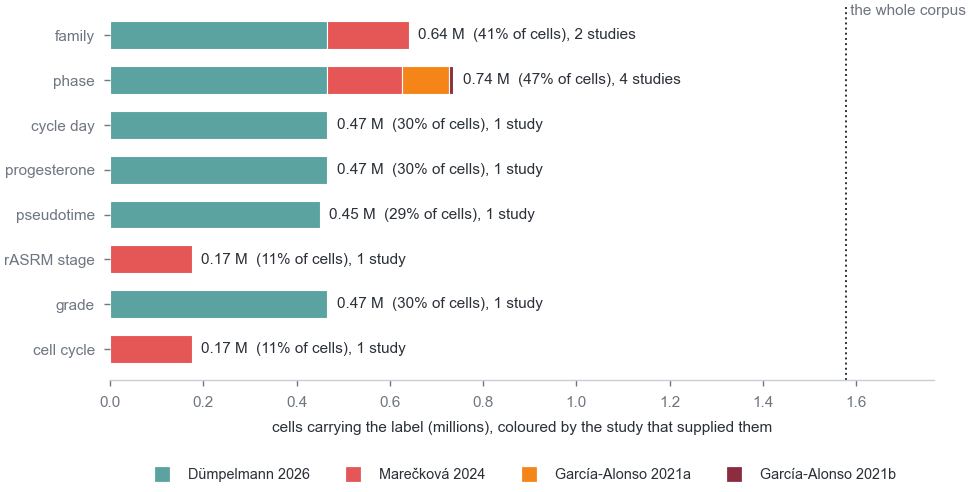 the whole corpus
family 0.64 M (41% of cells), 2 studies
phase 0.74 M (47% of cells), 4 studies
cycle day 0.47 M (30% of cells), 1 study
progesterone 0.47 M (30% of cells), 1 study
pseudotime 0.45 M (29% of cells), 1 study
rASRM stage 0.17 M (11% of cells), 1 study
grade 0.47 M (30% of cells), 1 study
cell cycle 0.17 M (11% of cells), 1 study
0.0 0.2 0.4 0.6 0.8 1.0 1.2 1.4 1.6
cells carrying the label (millions), coloured by the study that supplied them
Dümpelmann 2026 Marečková 2024 García-Alonso 2021a García-Alonso 2021b